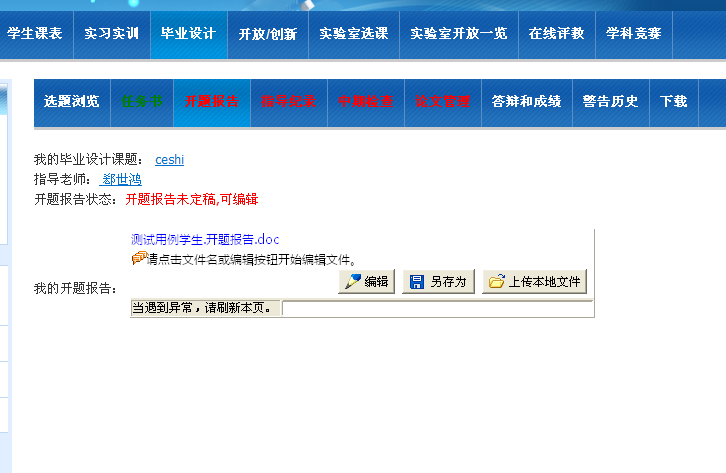 学生课表 实习实训 毕业设计 开放/创新 实验室选课 实验室开放一览 在线评教 学科竞赛
选题浏览 任务书 开题报告 指导记录 中期检查 论文管理 答辩和成绩 警告历史 下载
我的毕业设计课题： ceshi
指导老师： 郄世鸿
开题报告状态：开题报告未定稿,可编辑
测试用例学生.开题报告.doc
请点击文件名或编辑按钮开始编辑文件。
编辑 另存为 上传本地文件
我的开题报告：
当遇到异常，请刷新本页。